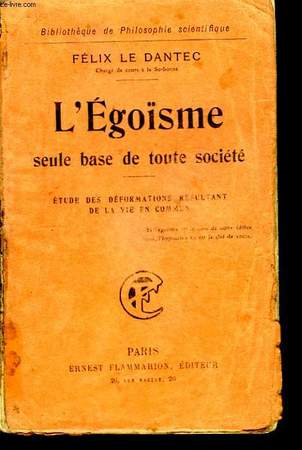 Bibliothèque de Philosophie scientifique
FÉLIX LE DANTEC
Chargé de cours à la Sorbonne
L'Égoïsme
seule base de toute société
ÉTUDE DES DÉFORMATIONS RÉSULTANT
DE LA VIE EN COMMUN
PARIS
ERNEST FLAMMARION, ÉDITEUR
26, RUE RACINE, 26